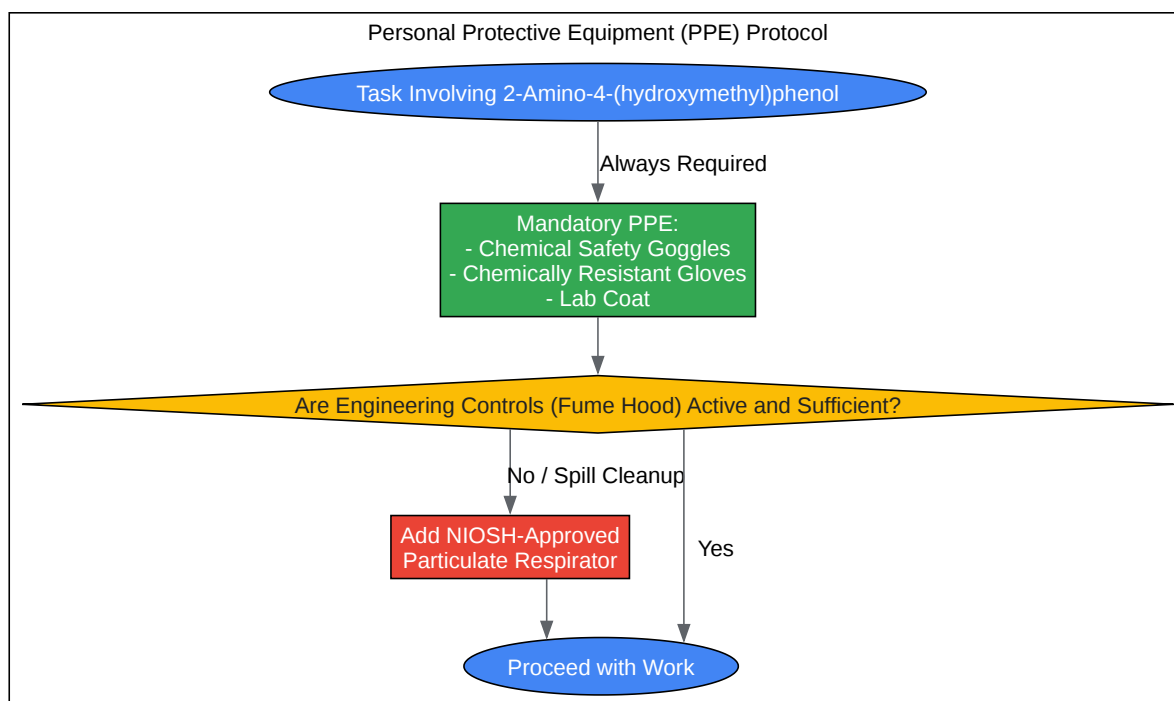 Personal Protective Equipment (PPE) Protocol
Task Involving 2-Amino-4-(hydroxymethyl)phenol
Always Required
Mandatory PPE:
- Chemical Safety Goggles
- Chemically Resistant Gloves
- Lab Coat
Are Engineering Controls (Fume Hood) Active and Sufficient?
No / Spill Cleanup
Add NIOSH-Approved
Particulate Respirator
Yes
Proceed with Work